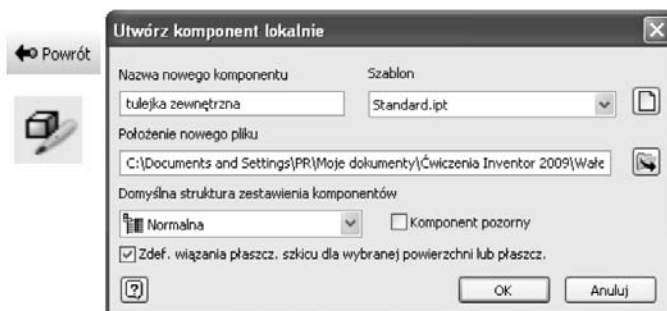 Powrót
Utwórz komponent lokalnie
Nazwa nowego komponentu
Szablon
tulejka zewnętrzna
Standard.ipt
Położenie nowego pliku
C:\Documents and Settings\PR\Moje dokumenty\Ćwiczenia Inventor 2009\Wałe
Domyślna struktura zestawienia komponentów
Normalna
Komponent pozorny
Zdef. wiązania płaszcz. szkicu dla wybranej powierzchni lub płaszcz.
OK
Anuluj